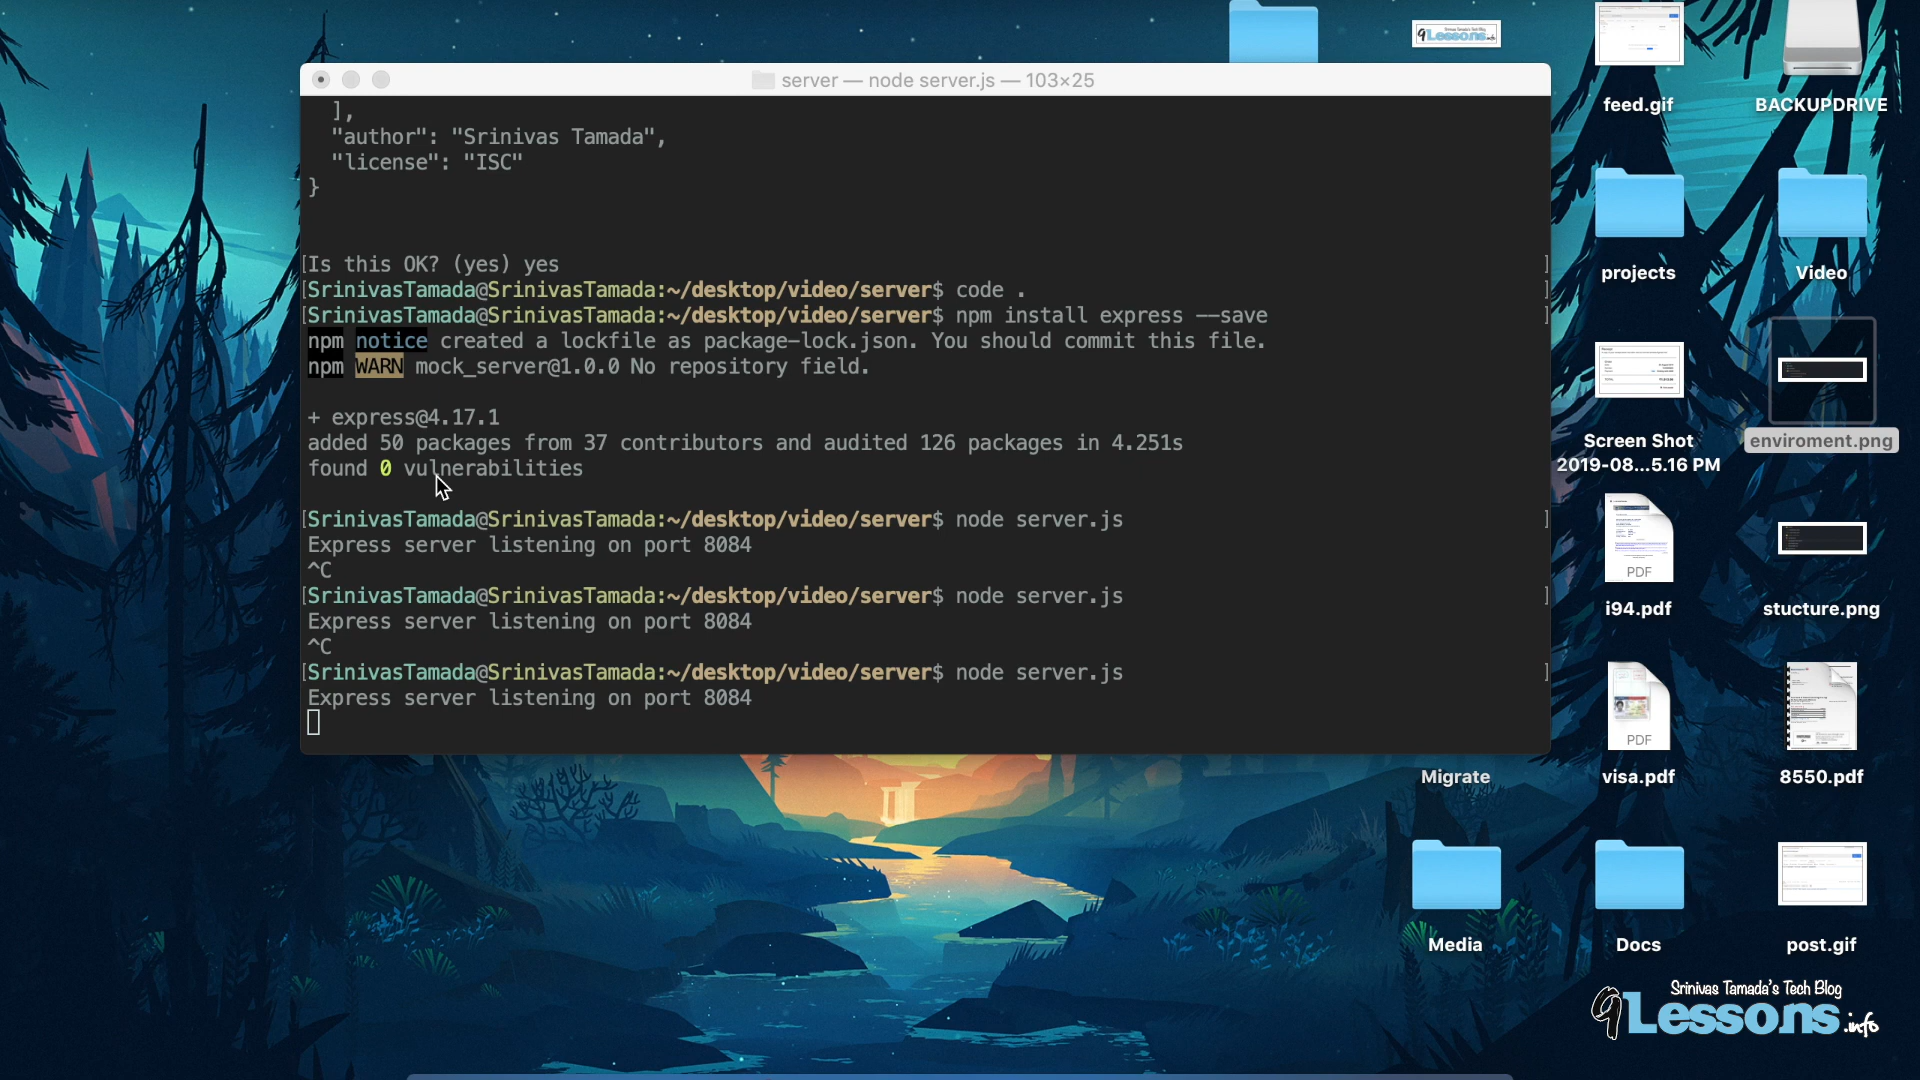 server — node server.js — 103×25
],
"author": "Srinivas Tamada",
"license": "ISC"
}
[Is this OK? (yes) yes ]
[SrinivasTamada@SrinivasTamada:~/desktop/video/server$ code . ]
[SrinivasTamada@SrinivasTamada:~/desktop/video/server$ npm install express --save ]
npm notice created a lockfile as package-lock.json. You should commit this file.
npm WARN mock_server@1.0.0 No repository field.
+ express@4.17.1
added 50 packages from 37 contributors and audited 126 packages in 4.251s
found 0 vulnerabilities
[SrinivasTamada@SrinivasTamada:~/desktop/video/server$ node server.js ]
Express server listening on port 8084
^C
[SrinivasTamada@SrinivasTamada:~/desktop/video/server$ node server.js ]
Express server listening on port 8084
^C
[SrinivasTamada@SrinivasTamada:~/desktop/video/server$ node server.js ]
Express server listening on port 8084
9Lessons.info
feed.gif
BACKUPDRIVE
projects
Video
Screen Shot
2019-08...5.16 PM
enviroment.png
PDF
i94.pdf
stucture.png
PDF
Migrate
visa.pdf
8550.pdf
Media
Docs
post.gif
Srinivas Tamada's Tech Blog
9Lessons.info